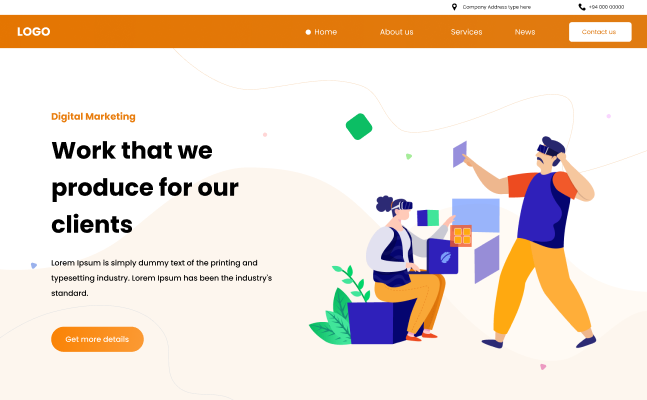 Company Address type here
+94 000 00000
LOGO
Home
About us
Services
News
Contact us
Digital Marketing
Work that we
produce for our
clients
Lorem Ipsum is simply dummy text of the printing and
typesetting industry. Lorem Ipsum has been the industry's
standard.
Get more details